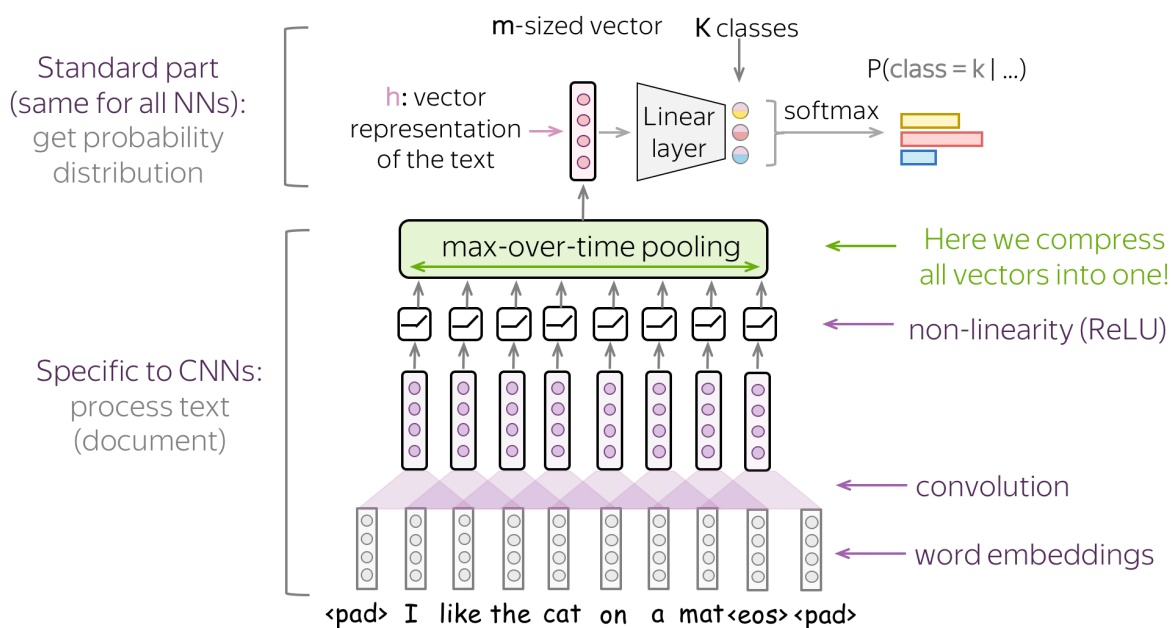 m-sized vector
K classes
Standard part
(same for all NNs):
get probability
distribution
h: vector
representation
of the text
Linear
layer
softmax
P(class = k | ...)
max-over-time pooling
Here we compress
all vectors into one!
non-linearity (ReLU)
Specific to CNNs:
process text
(document)
convolution
word embeddings
<pad> I like the cat on a mat <eos> <pad>